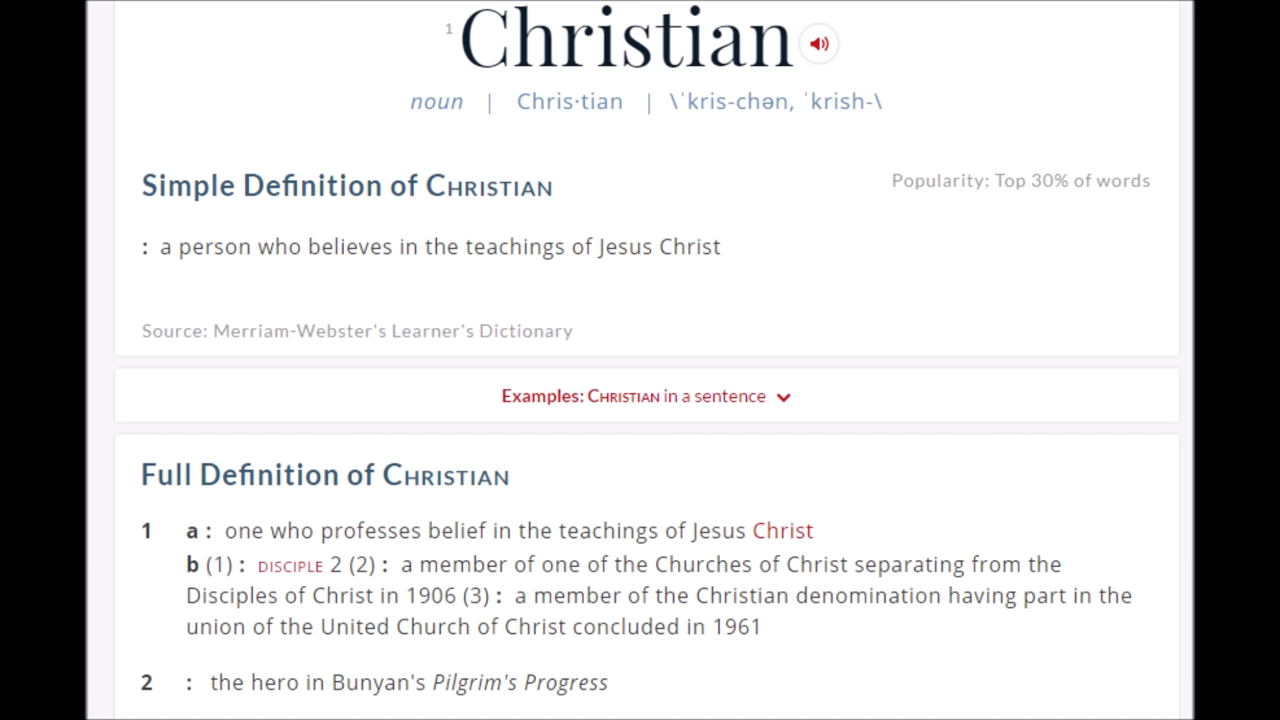 1 Christian
noun | Chris·tian | \ˈkris-chən, ˈkrish-\
Simple Definition of CHRISTIAN
Popularity: Top 30% of words
: a person who believes in the teachings of Jesus Christ
Source: Merriam-Webster's Learner's Dictionary
Examples: CHRISTIAN in a sentence
Full Definition of CHRISTIAN
1 a : one who professes belief in the teachings of Jesus Christ
b (1) : DISCIPLE 2 (2) : a member of one of the Churches of Christ separating from the
Disciples of Christ in 1906 (3) : a member of the Christian denomination having part in the
union of the United Church of Christ concluded in 1961
2 : the hero in Bunyan's Pilgrim's Progress